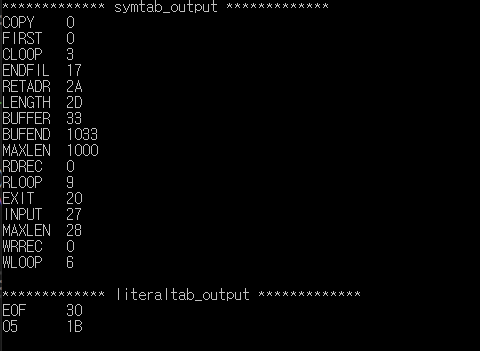 ************* symtab_output *************
COPY 0
FIRST 0
CLOOP 3
ENDFIL 17
RETADR 2A
LENGTH 2D
BUFFER 33
BUFEND 1033
MAXLEN 1000
RDREC 0
RLOOP 9
EXIT 20
INPUT 27
MAXLEN 28
WRREC 0
WLOOP 6
************* literaltab_output *************
EOF 30
05 1B